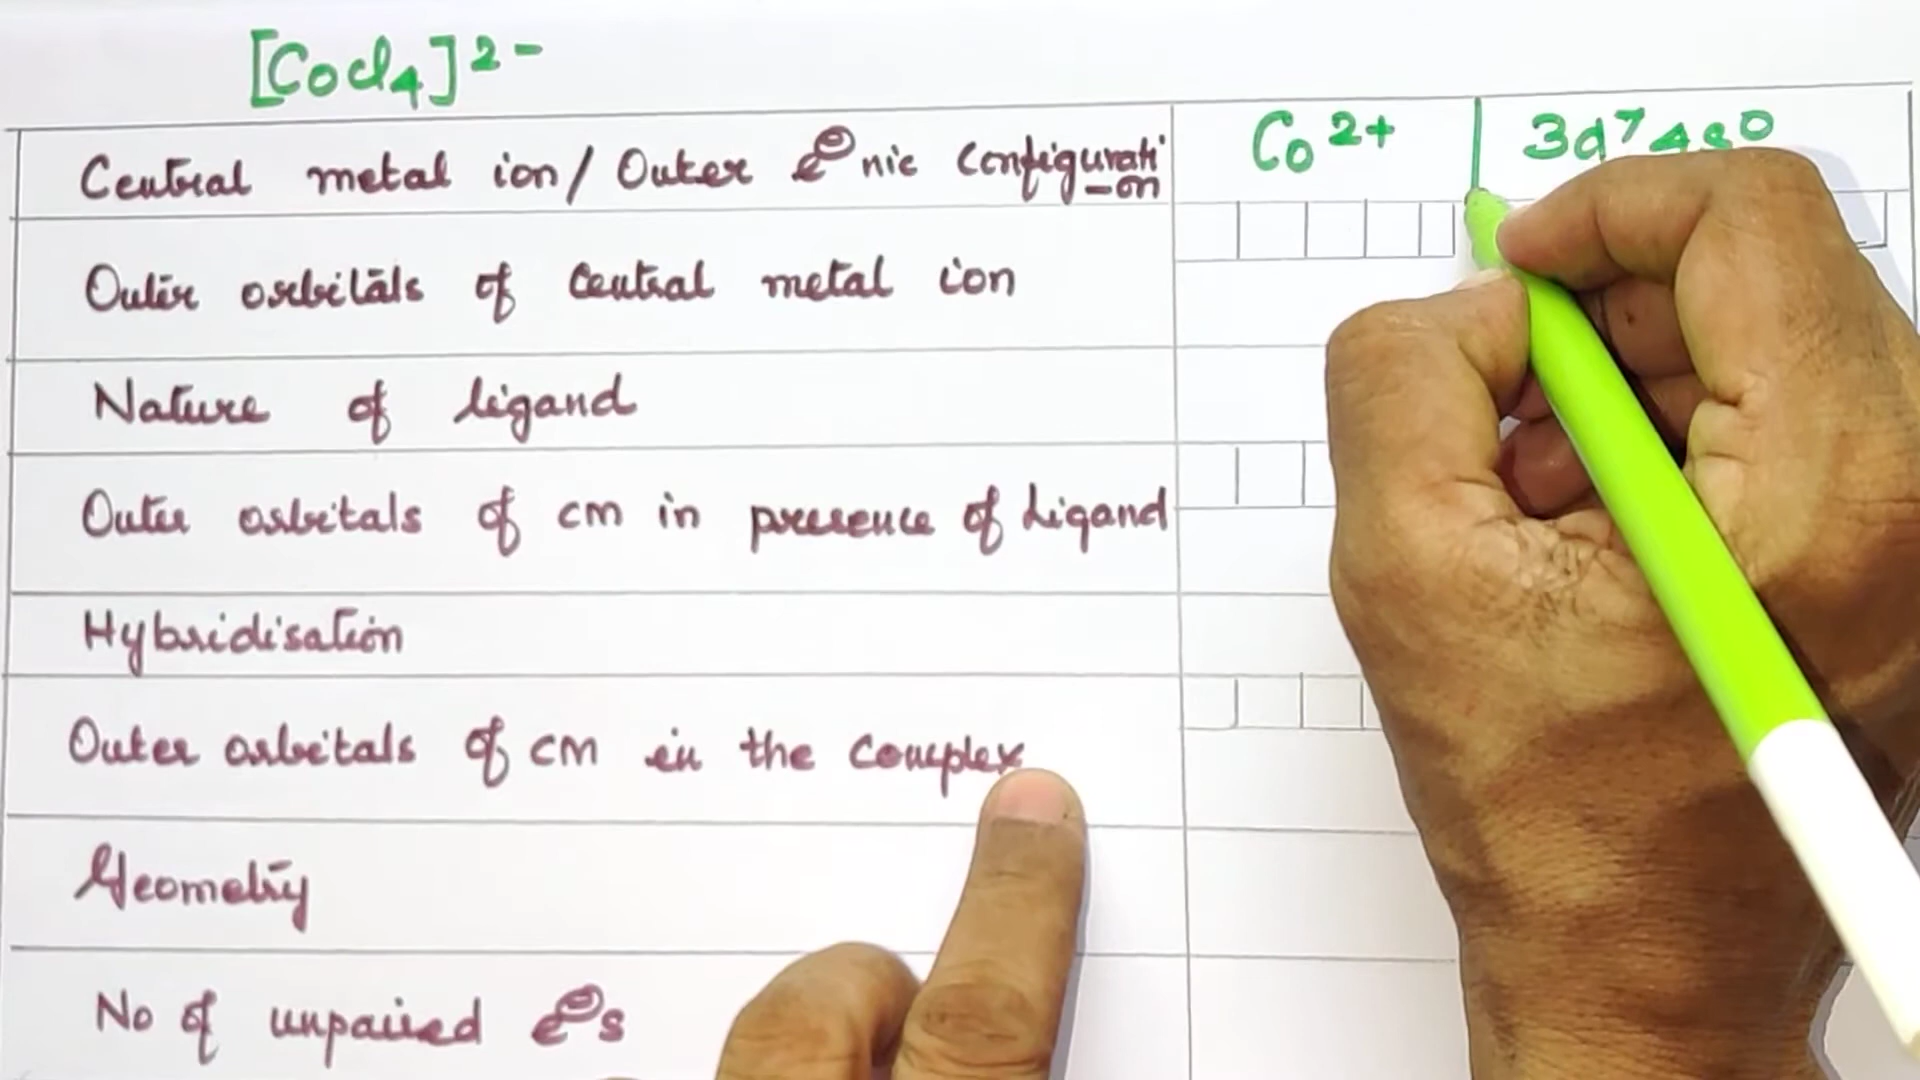 [CoCl4]2-
Central metal ion / Outer e⊖nic Configurati
-on
Co2+ 3d7 4s0
Outer orbitals of Central metal ion
Nature of ligand
Outer orbitals of CM in presence of Ligand
Hybridisation
Outer orbitals of CM in the Complex
Geometry
No of unpaired e⊖s